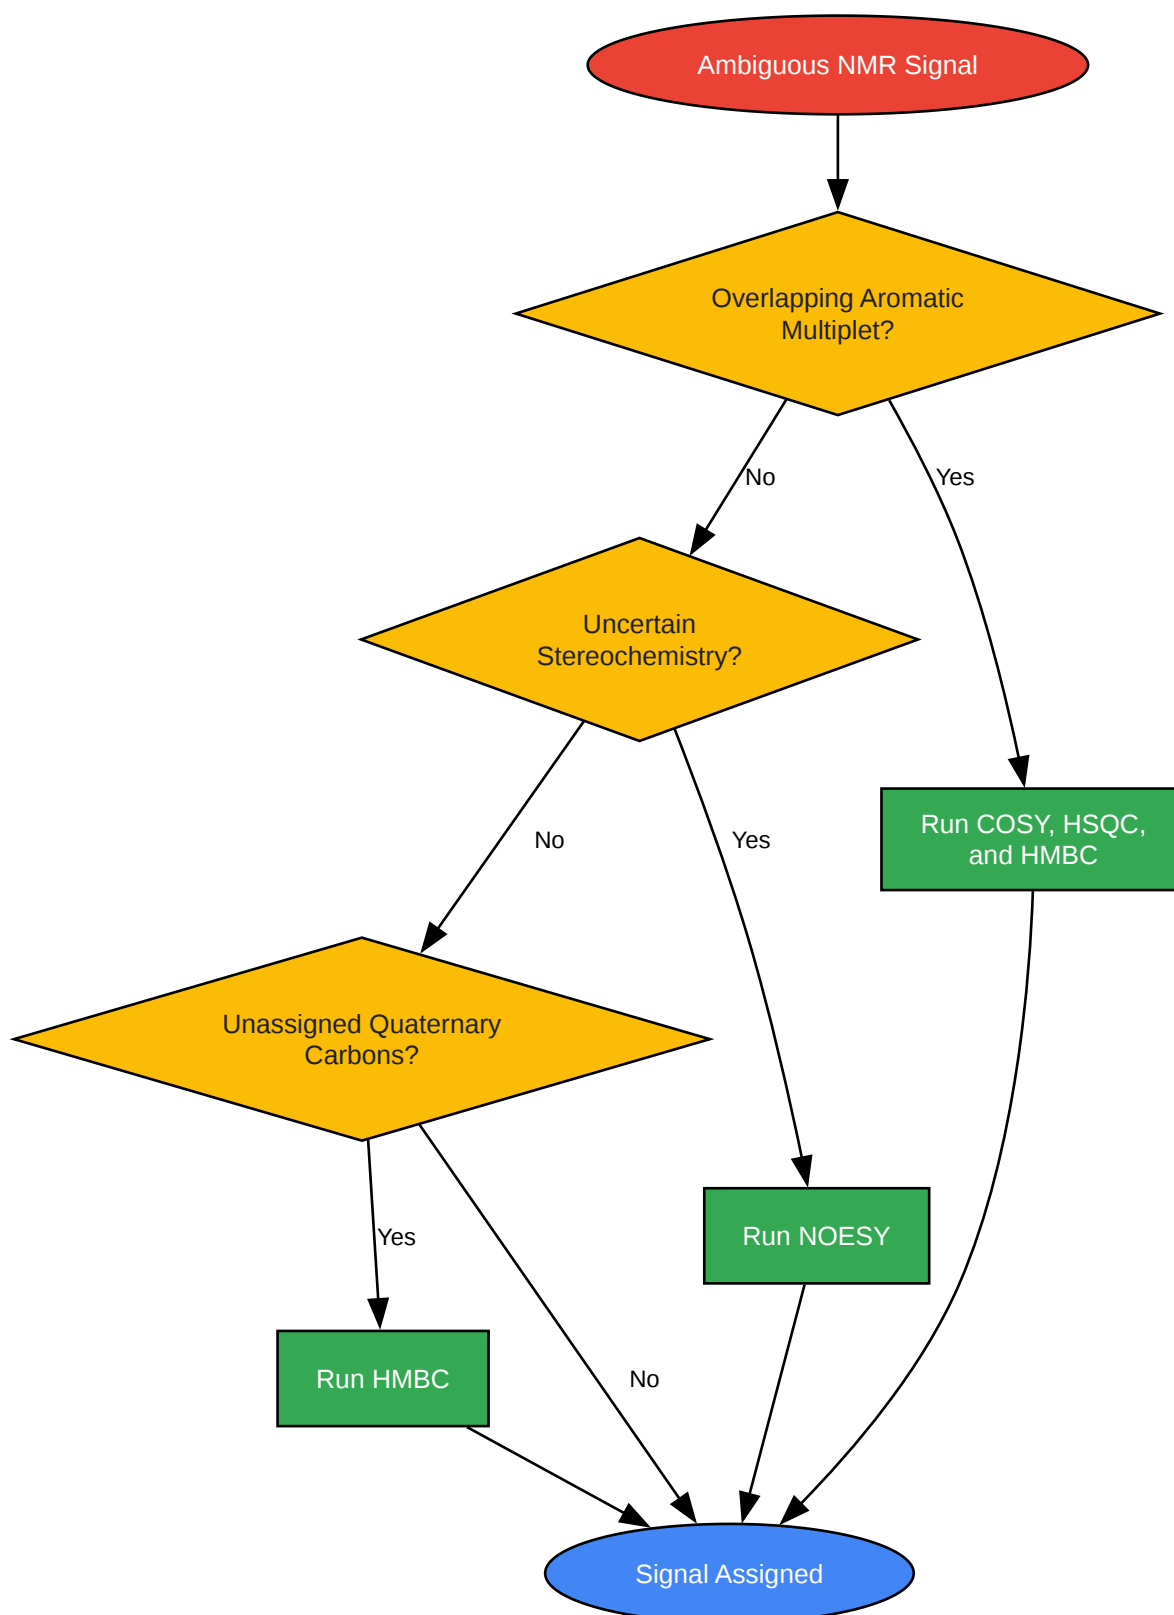 Ambiguous NMR Signal
Overlapping Aromatic
Multiplet?
No
Yes
Uncertain
Stereochemistry?
Run COSY, HSQC,
and HMBC
No
Yes
Unassigned Quaternary
Carbons?
Yes
Run NOESY
Run HMBC
No
Signal Assigned